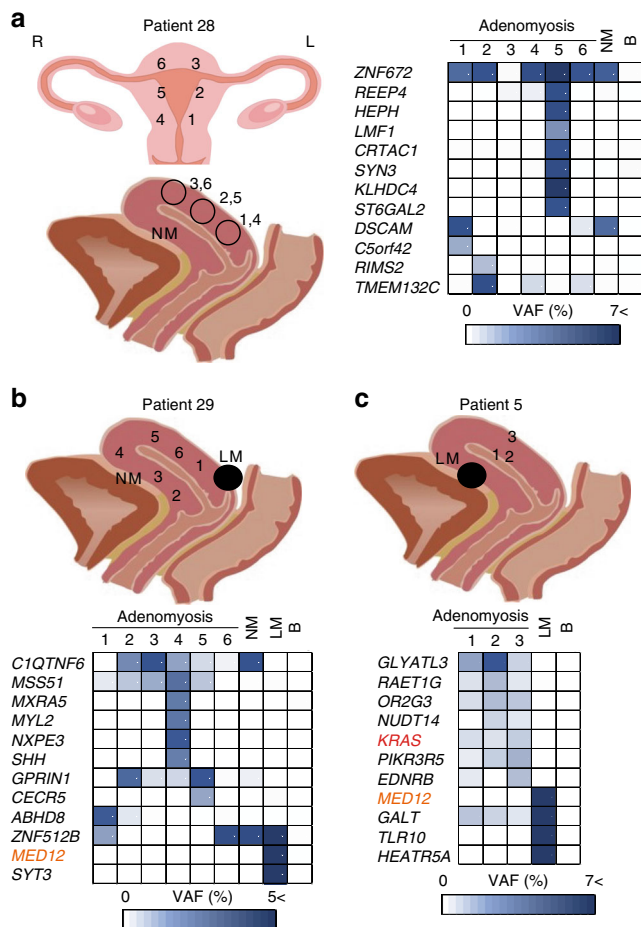 a
Patient 28
R
L
6 3
5 2
4 1
3,6
2,5
1,4
NM
Adenomyosis
1 2 3 4 5 6 NM B
ZNF672
REEP4
HEPH
LMF1
CRTAC1
SYN3
KLHDC4
ST6GAL2
DSCAM
C5orf42
RIMS2
TMEM132C
0 VAF (%) 7<
b
Patient 29
5
4 6 1 LM
NM 3
2
Adenomyosis
1 2 3 4 5 6 NM LM B
C1QTNF6
MSS51
MXRA5
MYL2
NXPE3
SHH
GPRIN1
CECR5
ABHD8
ZNF512B
MED12
SYT3
0 VAF (%) 5<
c
Patient 5
3
LM 1 2
Adenomyosis
1 2 3 LM B
GLYATL3
RAET1G
OR2G3
NUDT14
KRAS
PIKR3R5
EDNRB
MED12
GALT
TLR10
HEATR5A
0 VAF (%) 7<